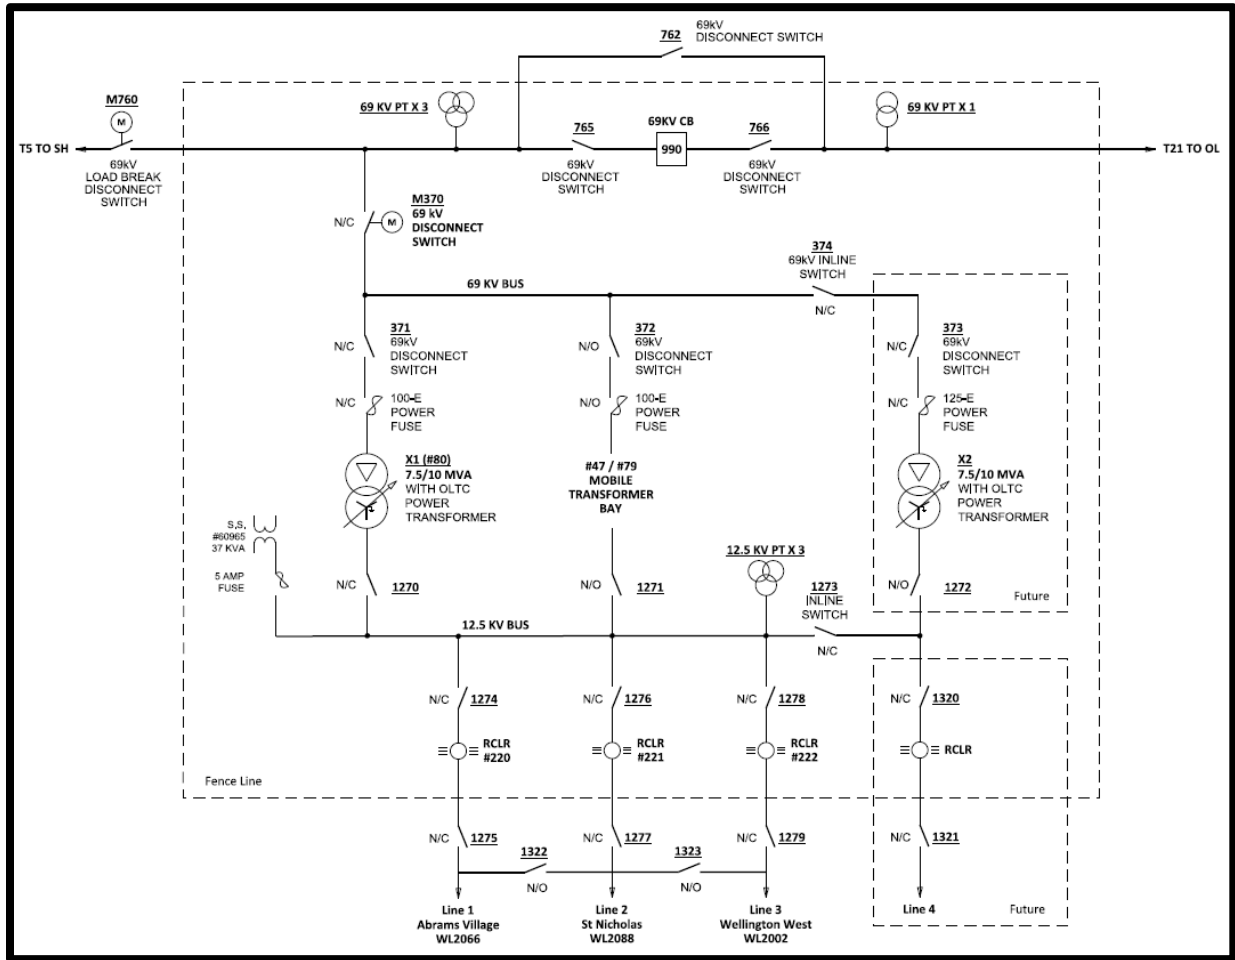 762
69kV
DISCONNECT SWITCH
M760
M
69 KV PT X 3
69 KV PT X 1
765
69KV CB
766
990
T5 TO SH
T21 TO OL
69kV
LOAD BREAK
DISCONNECT
SWITCH
69kV
DISCONNECT
SWITCH
69kV
DISCONNECT
SWITCH
N/C
M
M370
69 kV
DISCONNECT
SWITCH
374
69kV INLINE
SWITCH
N/C
69 KV BUS
N/C
371
69kV
DISCONNECT
SWITCH
N/O
372
69kV
DISCONNECT
SWITCH
N/C
373
69kV
DISCONNECT
SWITCH
N/C
100-E
POWER
FUSE
N/O
100-E
POWER
FUSE
N/C
125-E
POWER
FUSE
X1 (#80)
7.5/10 MVA
WITH OLTC
POWER
TRANSFORMER
#47 / #79
MOBILE
TRANSFORMER
BAY
X2
7.5/10 MVA
WITH OLTC
POWER
TRANSFORMER
S.S.
#60965
37 KVA
5 AMP
FUSE
12.5 KV PT X 3
N/C
1270
N/O
1271
1273
INLINE
SWITCH
N/C
N/O
1272
Future
12.5 KV BUS
N/C
1274
N/C
1276
N/C
1278
N/C
1320
RCLR
#220
RCLR
#221
RCLR
#222
RCLR
Fence Line
N/C
1275
N/C
1277
N/C
1279
N/C
1321
1322
N/O
1323
N/O
Line 1
Abrams Village
WL2066
Line 2
St Nicholas
WL2088
Line 3
Wellington West
WL2002
Line 4
Future